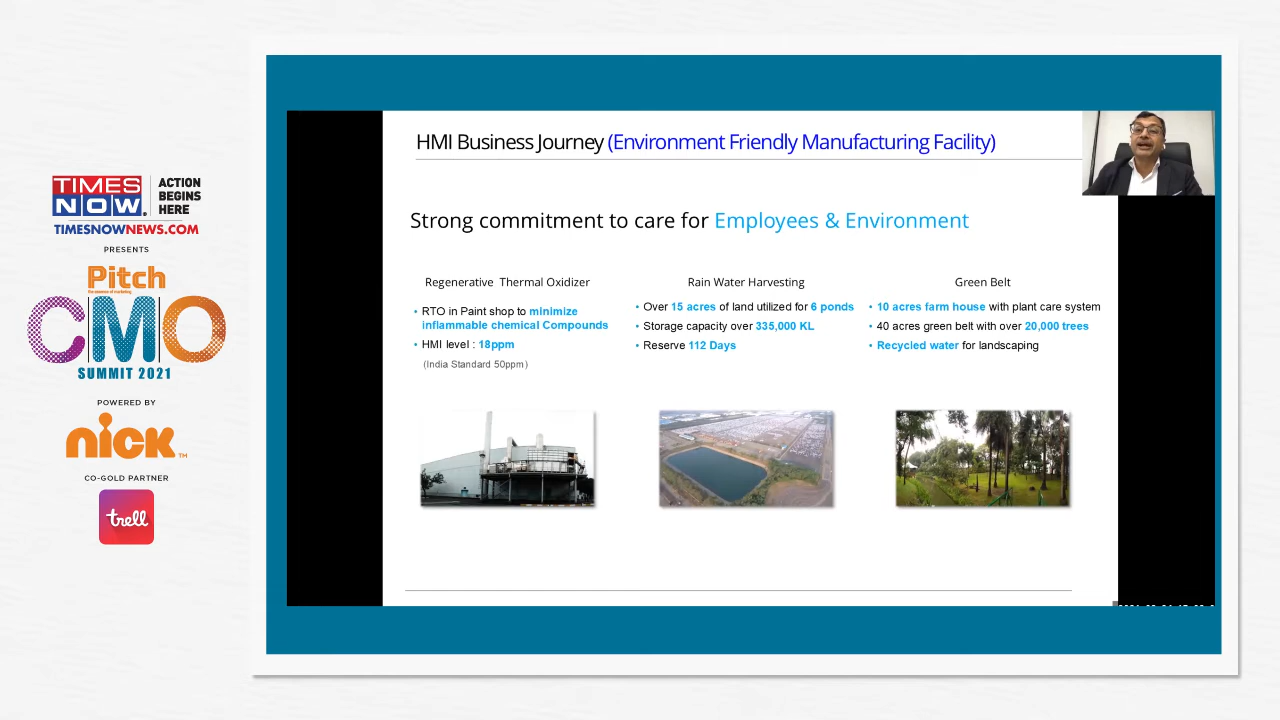 TIMES
NOW.
ACTION
BEGINS
HERE
TIMESNOWNEWS.COM
PRESENTS
Pitch
the essence of marketing
CMO
SUMMIT 2021
POWERED BY
nick
TM
CO-GOLD PARTNER
trell
HMI Business Journey (Environment Friendly Manufacturing Facility)
Strong commitment to care for Employees & Environment
Regenerative Thermal Oxidizer
• RTO in Paint shop to minimize
inflammable chemical Compounds
• HMI level : 18ppm
(India Standard 50ppm)
Rain Water Harvesting
• Over 15 acres of land utilized for 6 ponds
• Storage capacity over 335,000 KL
• Reserve 112 Days
Green Belt
• 10 acres farm house with plant care system
• 40 acres green belt with over 20,000 trees
• Recycled water for landscaping